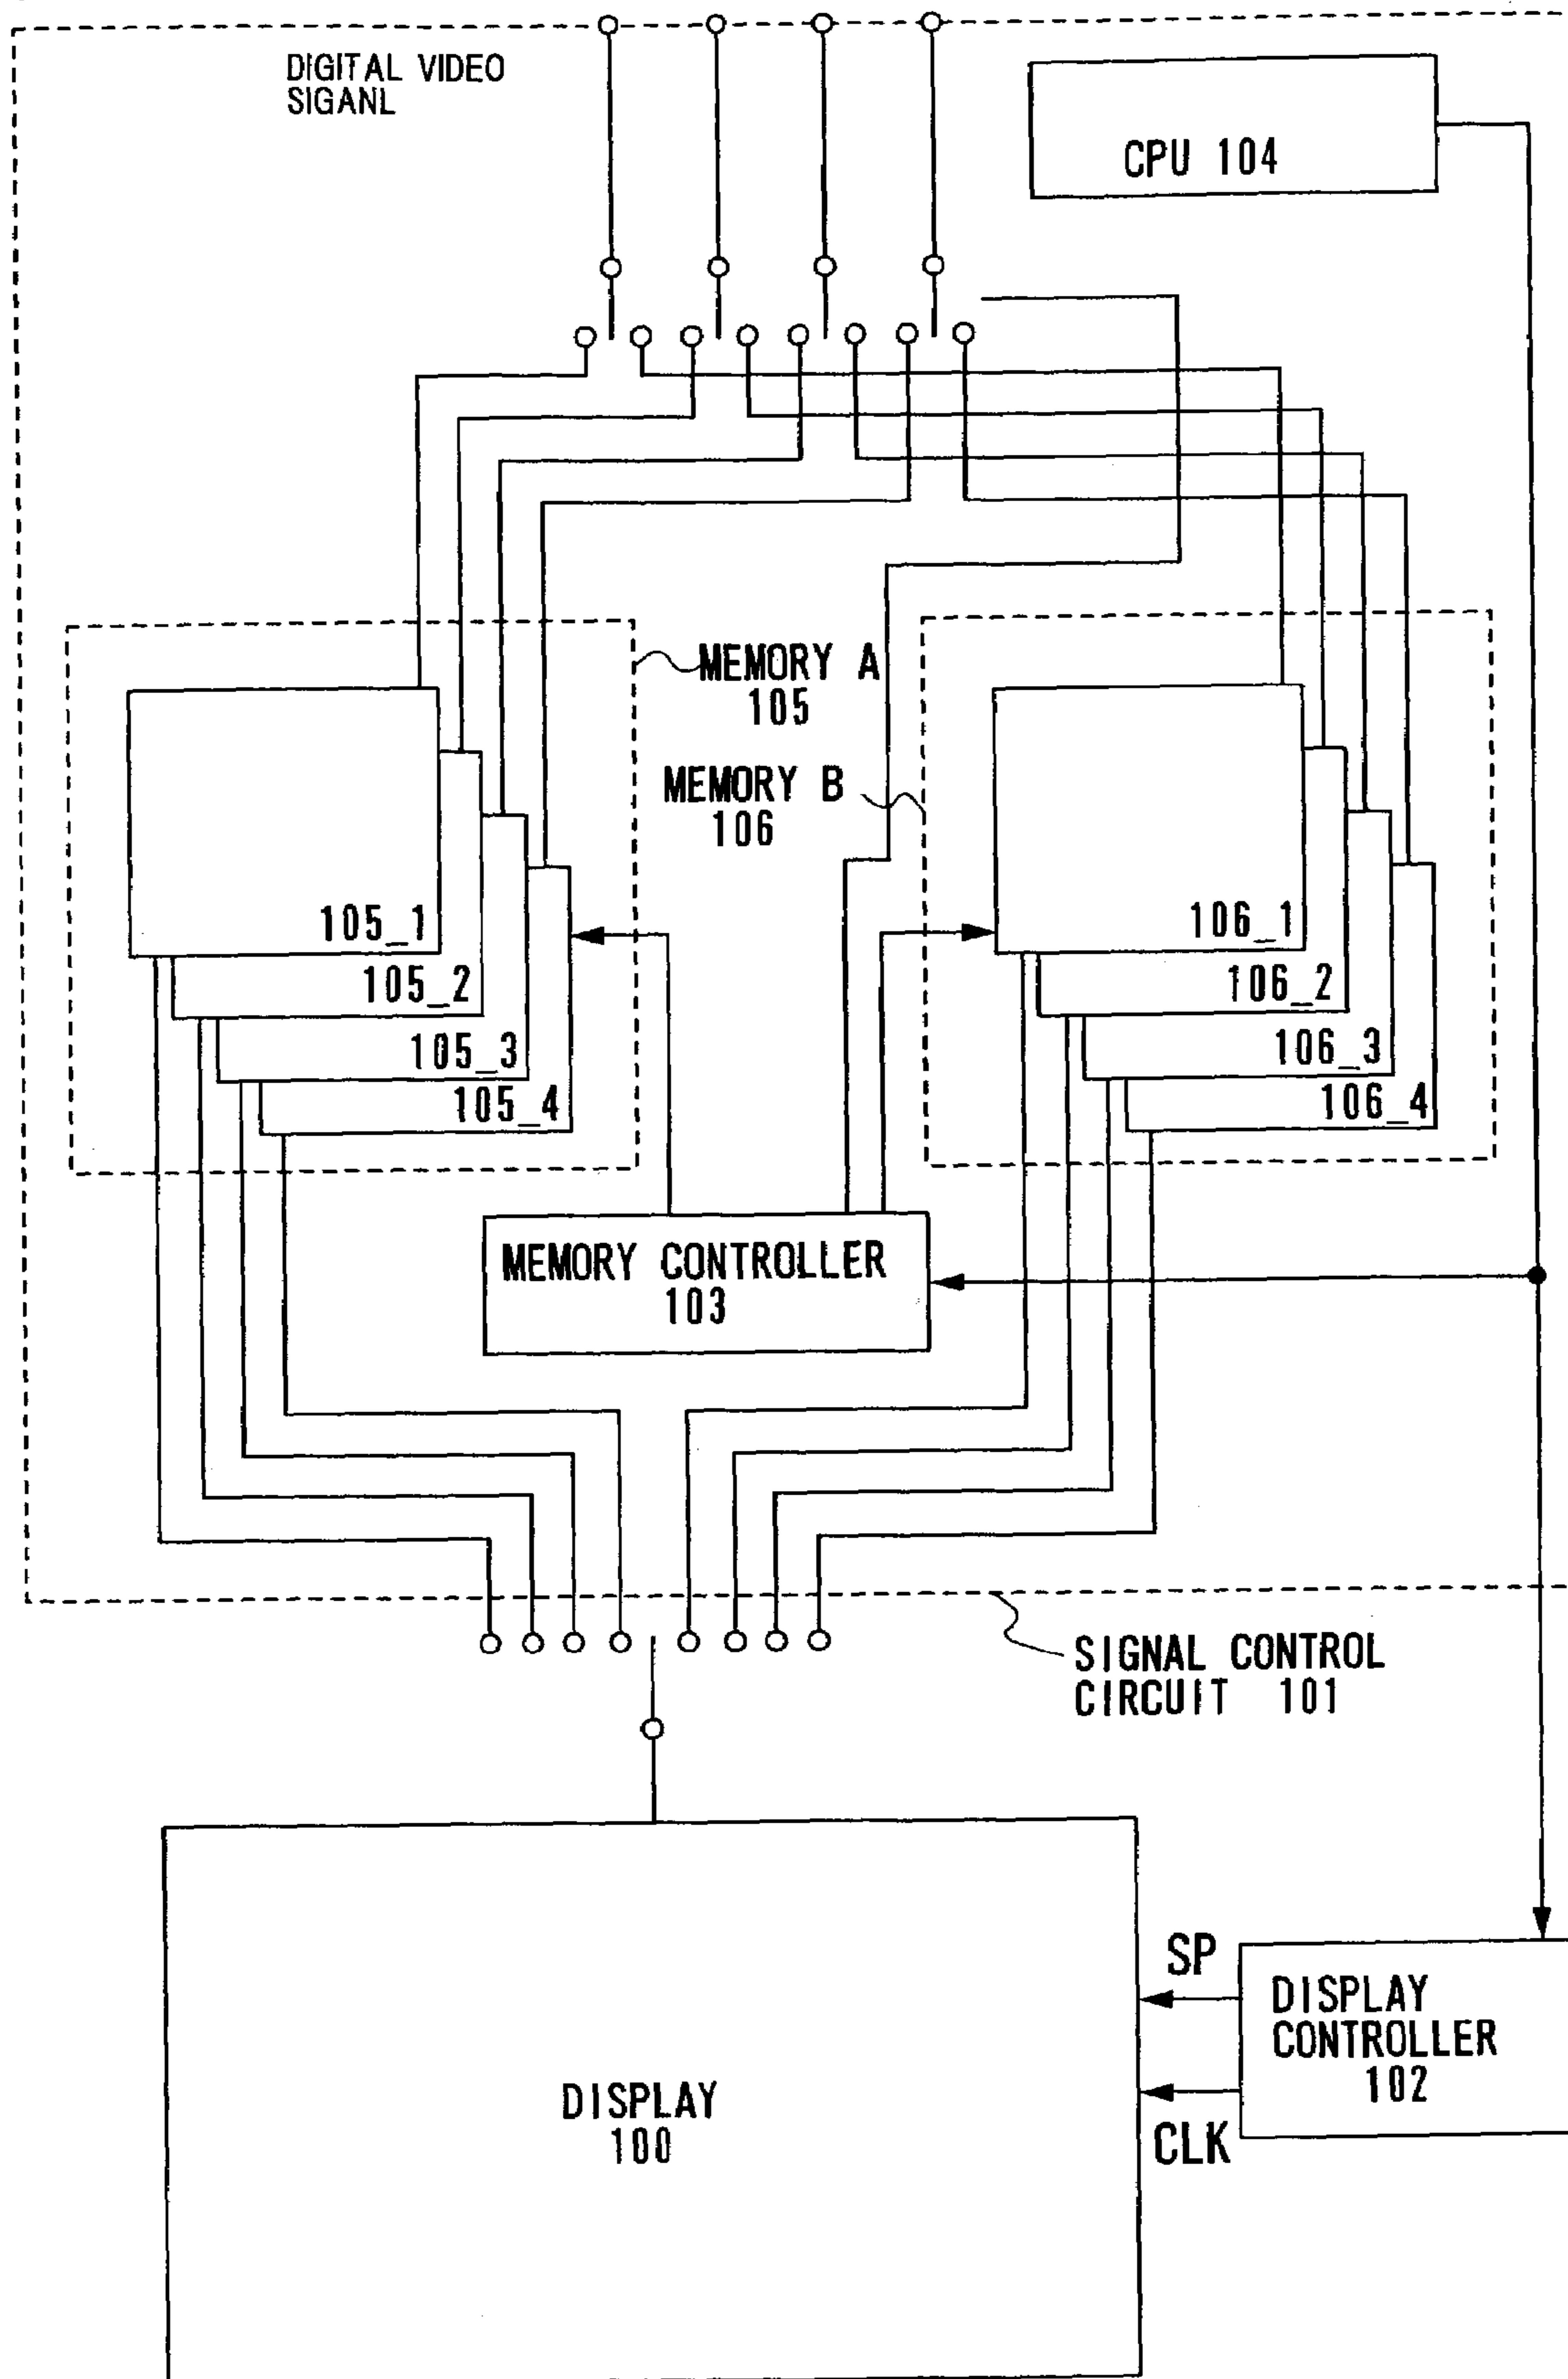 DIGITAL VIDEO
SIGANL
CPU 104
MEMORY A
105
MEMORY B
106
105_1
105_2
105_3
105_4
106_1
106_2
106_3
106_4
MEMORY CONTROLLER
103
SIGNAL CONTROL
CIRCUIT 101
SP
DISPLAY
CONTROLLER
102
CLK
DISPLAY
100